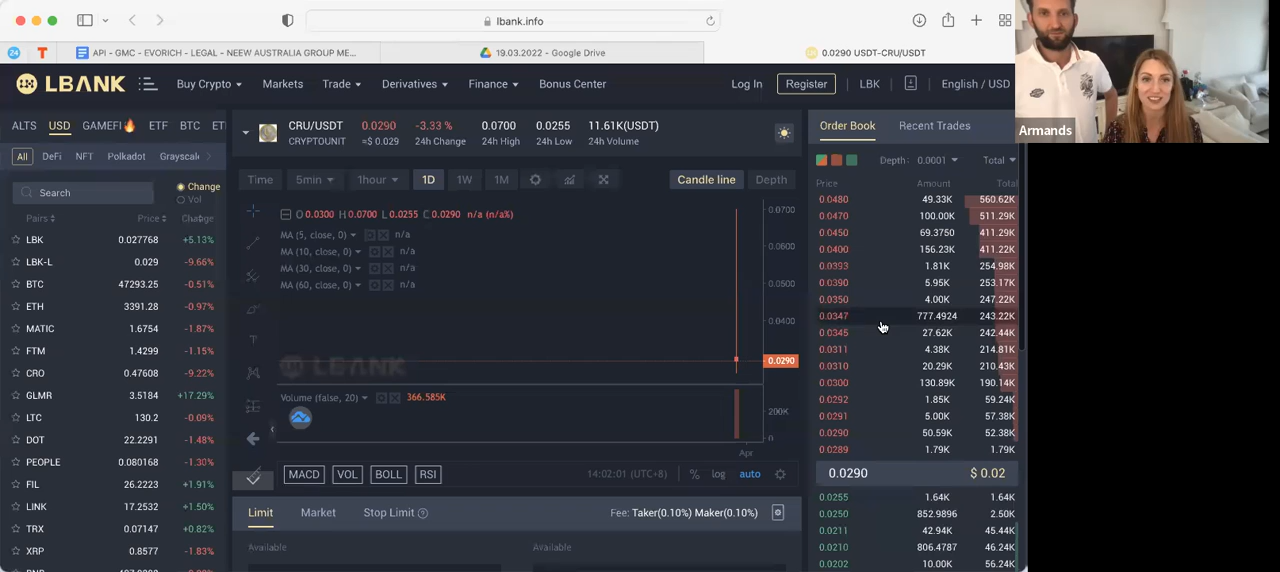 lbank.info
24
T
API - GMC - EVORICH - LEGAL - NEEW AUSTRALIA GROUP ME...
19.03.2022 - Google Drive
0.0290 USDT-CRU/USDT
LBANK
Buy Crypto
Markets
Trade
Derivatives
Finance
Bonus Center
Log In
Register
LBK
English / USD
Armands
ALTS USD GAMEFI ETF BTC
All DeFi NFT Polkadot Grayscale
Search
Change
Vol
Pairs Price Change
LBK 0.027768 +5.13%
LBK-L 0.029 -9.66%
BTC 47293.25 -0.51%
ETH 3391.28 -0.97%
MATIC 1.6754 -1.87%
FTM 1.4299 -1.15%
CRO 0.47608 -9.22%
GLMR 3.5184 +17.29%
LTC 130.2 -0.09%
DOT 22.2291 -1.48%
PEOPLE 0.080168 -1.30%
FIL 26.2223 +1.91%
LINK 17.2532 +1.50%
TRX 0.07147 +0.82%
XRP 0.8577 -1.83%
CRU/USDT 0.0290 -3.33 % 0.0700 0.0255 11.61K(USDT)
CRYPTOUNIT =$ 0.029 24h Change 24h High 24h Low 24h Volume
Time 5min 1hour 1D 1W 1M
Candle line Depth
O 0.0300 H 0.0700 L 0.0255 C 0.0290 n/a (n/a%)
MA (5, close, 0) n/a
MA (10, close, 0) n/a
MA (30, close, 0) n/a
MA (60, close, 0) n/a
0.0700
0.0600
0.0500
0.0400
0.0290
LBANK
Volume (false, 20) 366.585K
200K
0
Apr
MACD VOL BOLL RSI
14:02:01 (UTC+8) % log auto
Limit Market Stop Limit
Fee: Taker(0.10%) Maker(0.10%)
Available Available
Order Book Recent Trades
Depth: 0.0001 Total
Price Amount Total
0.0480 49.33K 560.62K
0.0470 100.00K 511.29K
0.0450 69.3750 411.29K
0.0400 156.23K 411.22K
0.0393 1.81K 254.98K
0.0390 5.95K 253.17K
0.0350 4.00K 247.22K
0.0347 777.4924 243.22K
0.0345 27.62K 242.44K
0.0311 4.38K 214.81K
0.0310 20.29K 210.43K
0.0300 130.89K 190.14K
0.0292 1.85K 59.24K
0.0291 5.00K 57.38K
0.0290 50.59K 52.38K
0.0289 1.79K 1.79K
0.0290 $ 0.02
0.0255 1.64K 1.64K
0.0250 852.9896 2.50K
0.0211 42.94K 45.44K
0.0210 806.4787 46.24K
0.0202 10.00K 56.24K